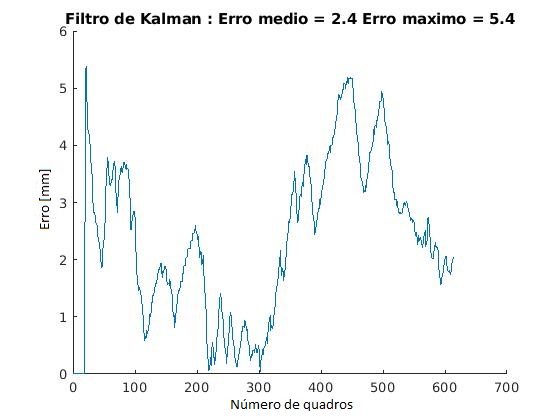 Filtro de Kalman : Erro medio = 2.4 Erro maximo = 5.4
6
5
4
3
2
1
0
Erro [mm]
0 100 200 300 400 500 600 700
Número de quadros